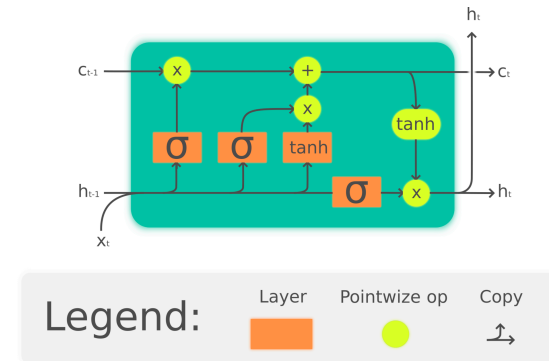 hₜ
cₜ₋₁ x + cₜ
x
tanh
σ σ tanh
hₜ₋₁ σ x hₜ
xₜ
Layer Pointwize op Copy
Legend: